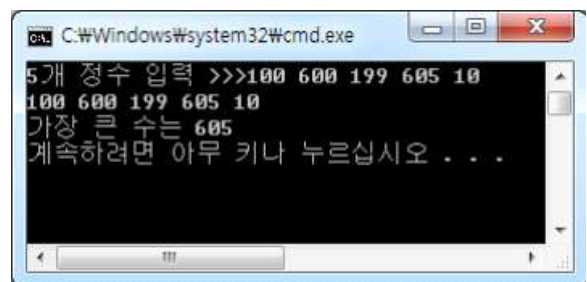 C:₩Windows₩system32₩cmd.exe
5개 정수 입력 >>>100 600 199 605 10
100 600 199 605 10
가장 큰 수는 605
계속하려면 아무 키나 누르십시오 . . .